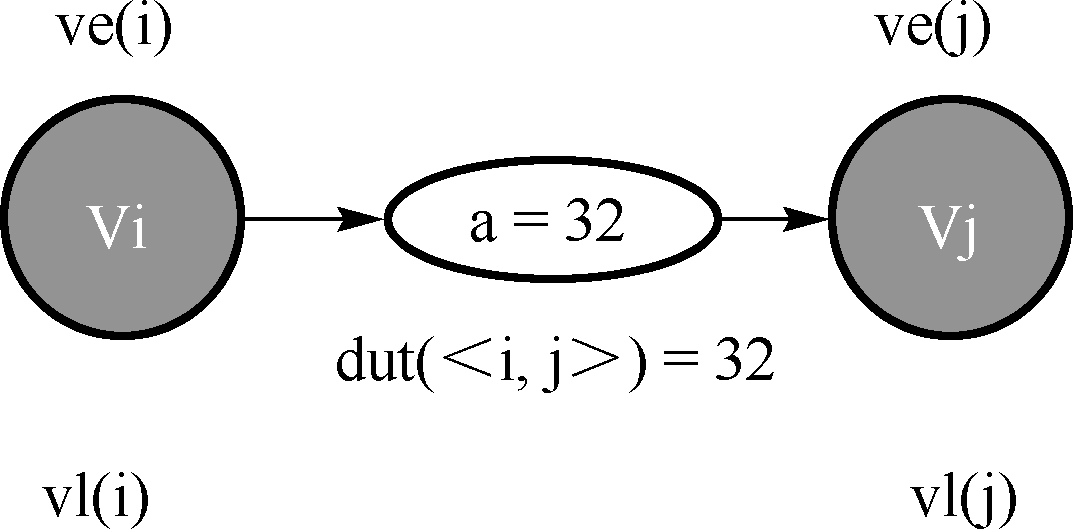 ve(i) ve(j)
Vi a = 32 Vj
dut(<i, j>) = 32
vl(i) vl(j)